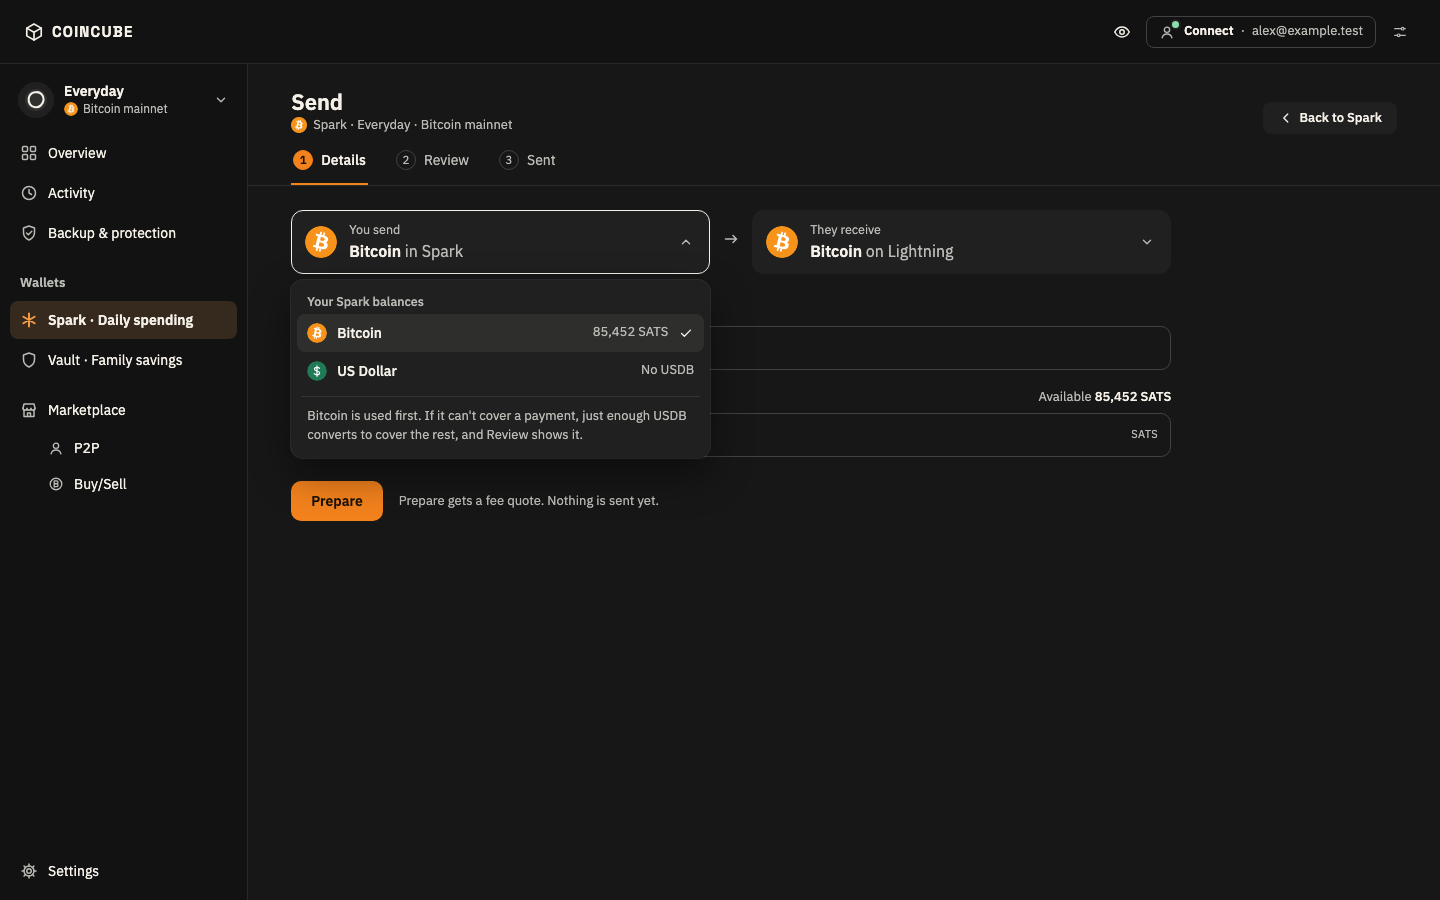 COINCUBE
Connect · alex@example.test
Everyday
Bitcoin mainnet
Overview
Activity
Backup & protection
Wallets
Spark · Daily spending
Vault · Family savings
Marketplace
P2P
Buy/Sell
Settings
Send
Spark · Everyday · Bitcoin mainnet
Back to Spark
1 Details
2 Review
3 Sent
You send
Bitcoin in Spark
They receive
Bitcoin on Lightning
Your Spark balances
Bitcoin 85,452 SATS
US Dollar No USDB
Bitcoin is used first. If it can't cover a payment, just enough USDB
converts to cover the rest, and Review shows it.
Available 85,452 SATS
SATS
Prepare
Prepare gets a fee quote. Nothing is sent yet.